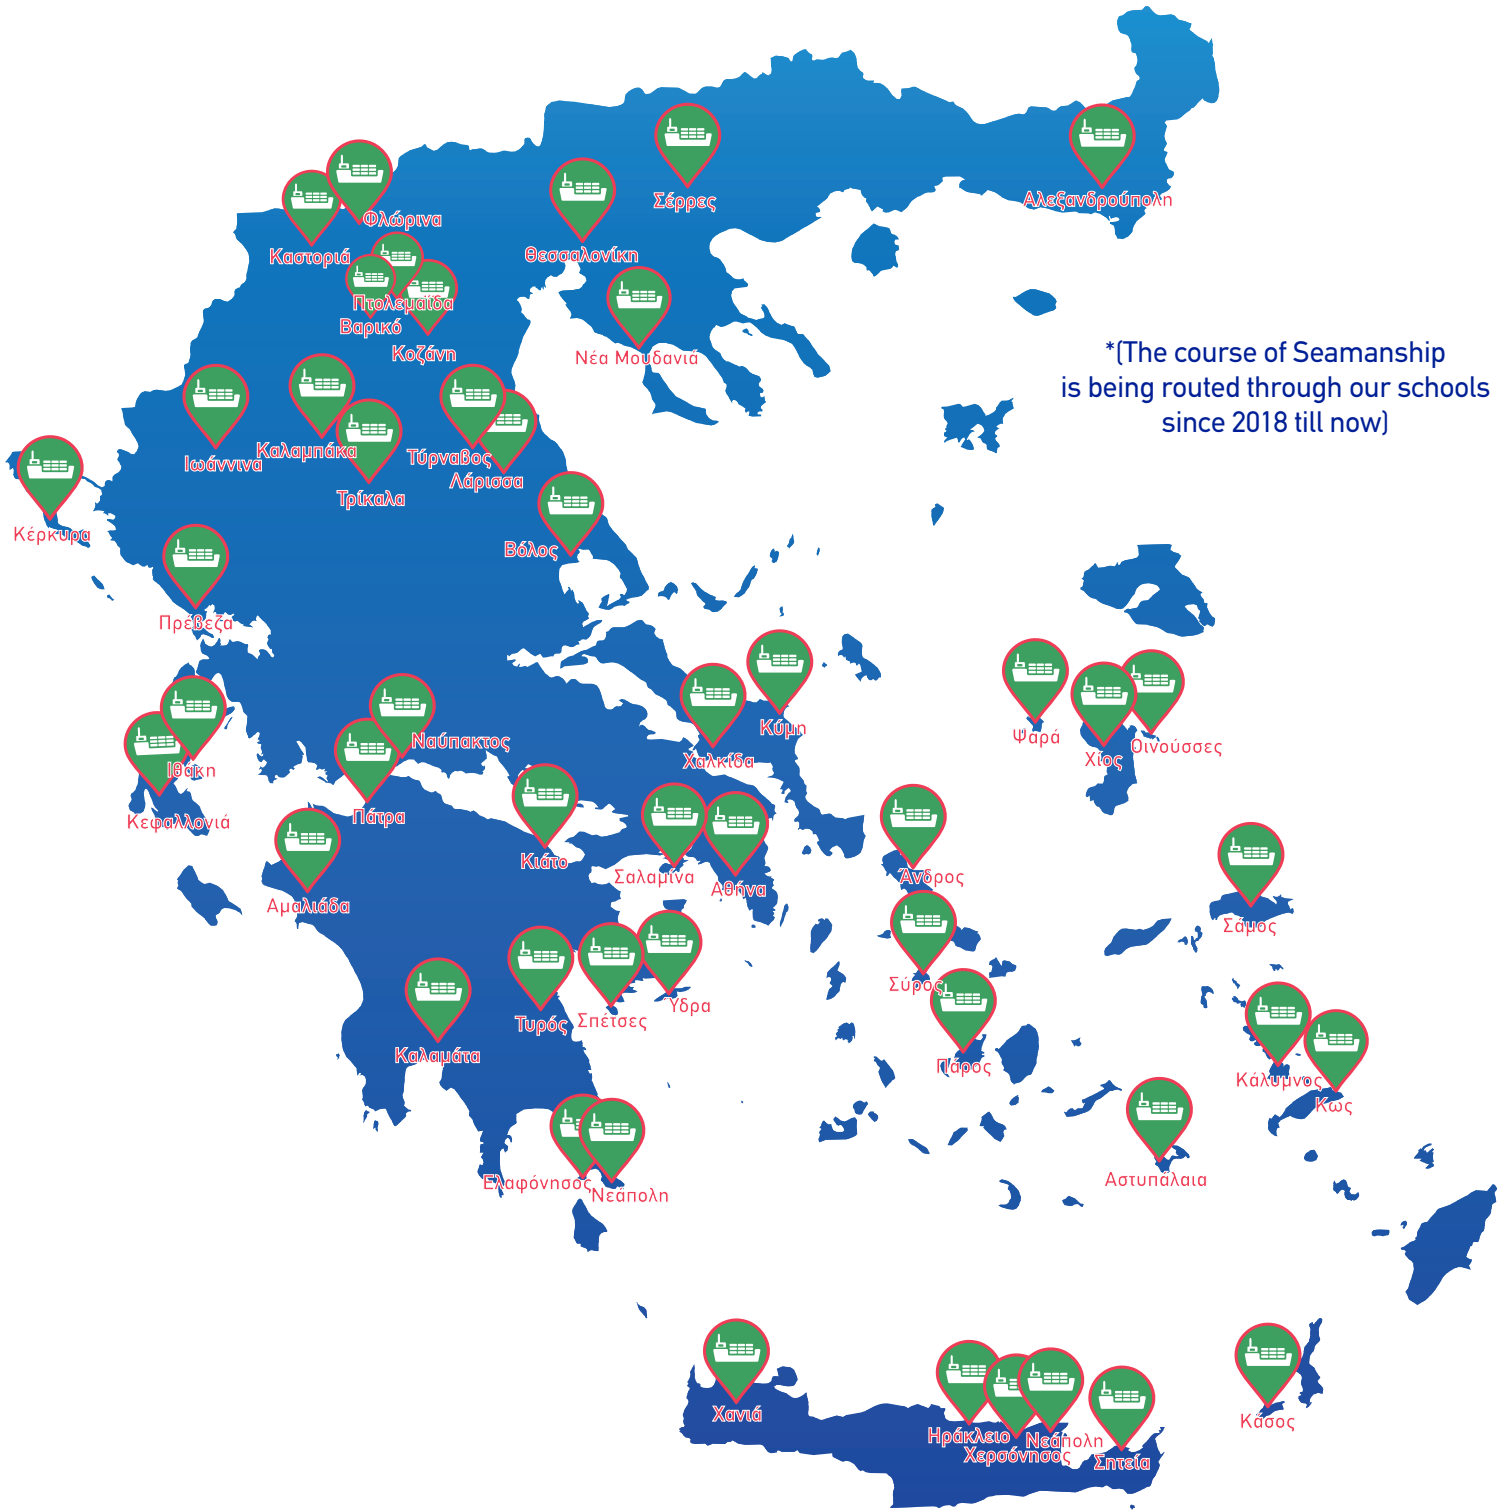 Σέρρες
Αλεξανδρούπολη
Φλώρινα
Καστοριά
Θεσσαλονίκη
Πτολεμαΐδα
Βαρικό
Κοζάνη
Νέα Μουδανιά
*(The course of Seamanship
is being routed through our schools
since 2018 till now)
Ιωάννινα
Καλαμπάκα
Τρίκαλα
Τύρναβος
Λάρισσα
Κέρκυρα
Βόλος
Πρέβεζα
Ναύπακτος
Χαλκίδα
Κύμη
Ψαρά
Χίος
Οινούσσες
Ιθάκη
Κεφαλλονιά
Πάτρα
Κιάτο
Σαλαμίνα
Αθήνα
Άνδρος
Αμαλιάδα
Σάμος
Σύρος
Τυρός
Σπέτσες
Ύδρα
Καλαμάτα
Πάρος
Κάλυμνος
Κως
Αστυπάλαια
Ελαφόνησος
Νεάπολη
Χανιά
Ηράκλειο
Χερσόνησος
Νεάπολη
Σητεία
Κάσος